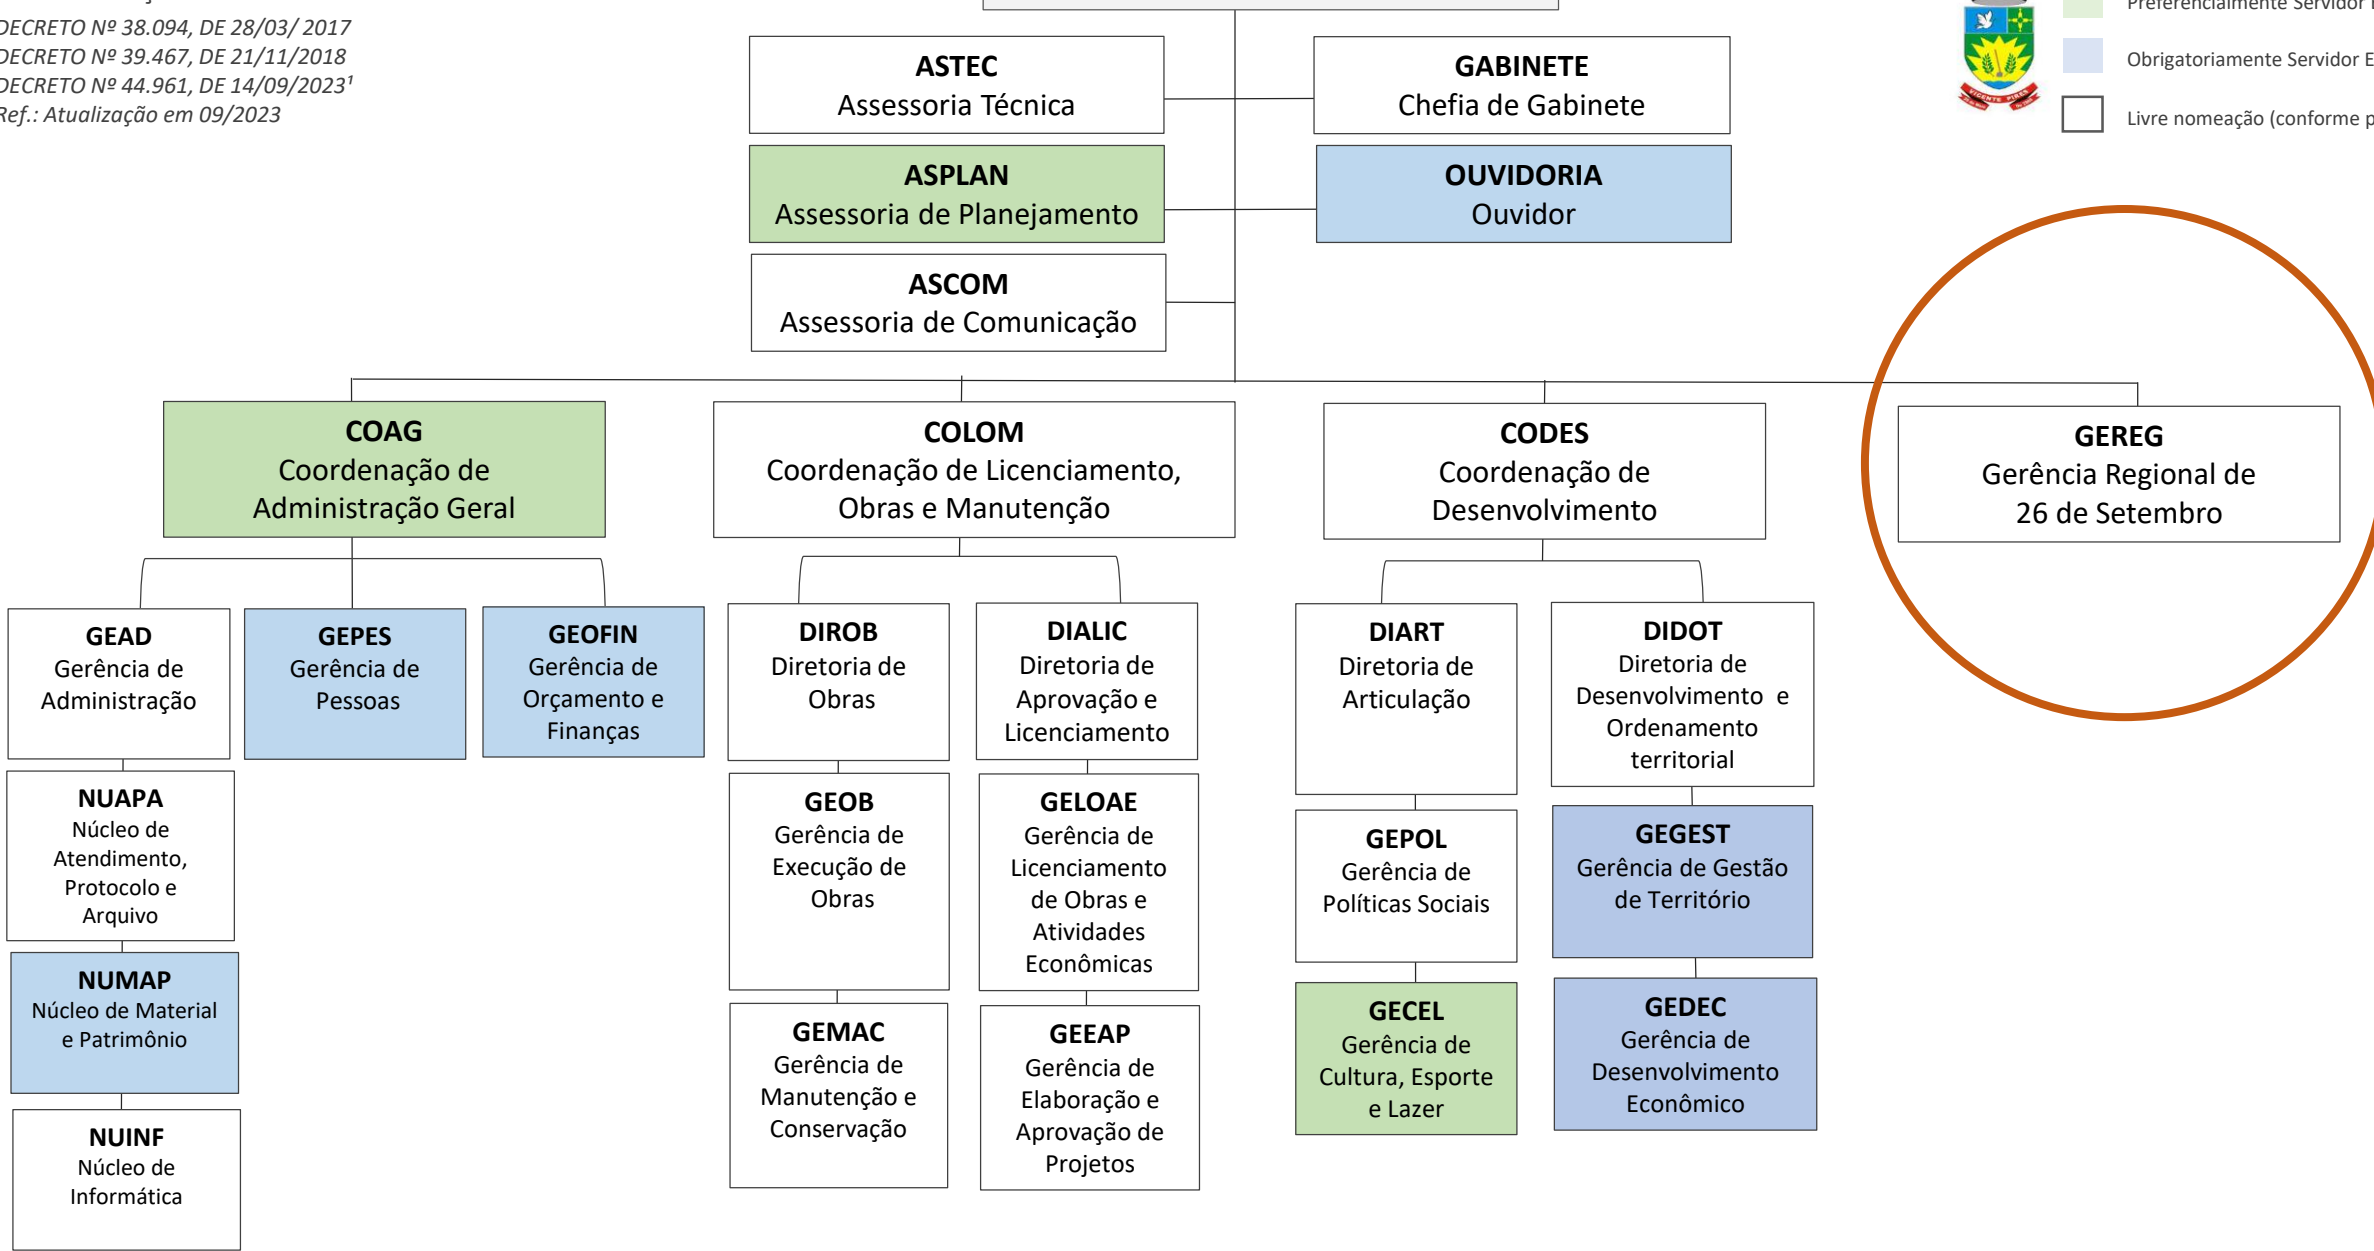 DECRETO Nº 38.094, DE 28/03/ 2017
DECRETO Nº 39.467, DE 21/11/2018
DECRETO Nº 44.961, DE 14/09/2023¹
Ref.: Atualização em 09/2023
Preferencialmente Servidor
Obrigatoriamente Servidor E
Livre nomeação (conforme p
VICENTE PIRES
ASTEC
Assessoria Técnica
GABINETE
Chefia de Gabinete
ASPLAN
Assessoria de Planejamento
OUVIDORIA
Ouvidor
ASCOM
Assessoria de Comunicação
COAG
Coordenação de
Administração Geral
COLOM
Coordenação de Licenciamento,
Obras e Manutenção
CODES
Coordenação de
Desenvolvimento
GEREG
Gerência Regional de
26 de Setembro
GEAD
Gerência de
Administração
GEPES
Gerência de
Pessoas
GEOFIN
Gerência de
Orçamento e
Finanças
DIROB
Diretoria de
Obras
DIALIC
Diretoria de
Aprovação e
Licenciamento
DIART
Diretoria de
Articulação
DIDOT
Diretoria de
Desenvolvimento e
Ordenamento
territorial
NUAPA
Núcleo de
Atendimento,
Protocolo e
Arquivo
GEOB
Gerência de
Execução de
Obras
GELOAE
Gerência de
Licenciamento
de Obras e
Atividades
Econômicas
GEPOL
Gerência de
Políticas Sociais
GEGEST
Gerência de Gestão
de Território
NUMAP
Núcleo de Material
e Patrimônio
GEMAC
Gerência de
Manutenção e
Conservação
GEEAP
Gerência de
Elaboração e
Aprovação de
Projetos
GECEL
Gerência de
Cultura, Esporte
e Lazer
GEDEC
Gerência de
Desenvolvimento
Econômico
NUINF
Núcleo de
Informática